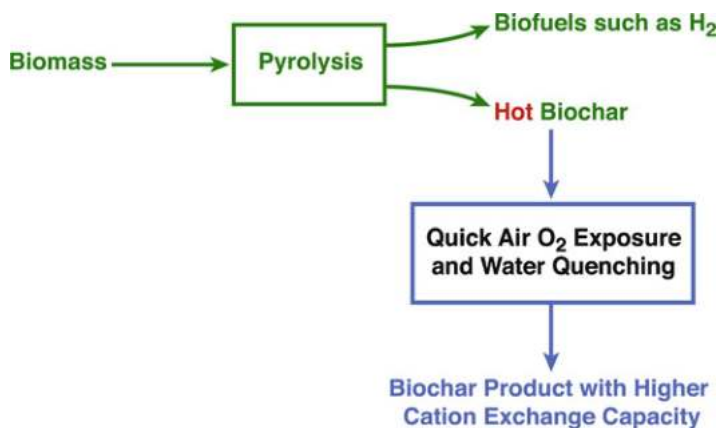 Biofuels such as H₂
Biomass
Pyrolysis
Hot Biochar
Quick Air O₂ Exposure
and Water Quenching
Biochar Product with Higher
Cation Exchange Capacity